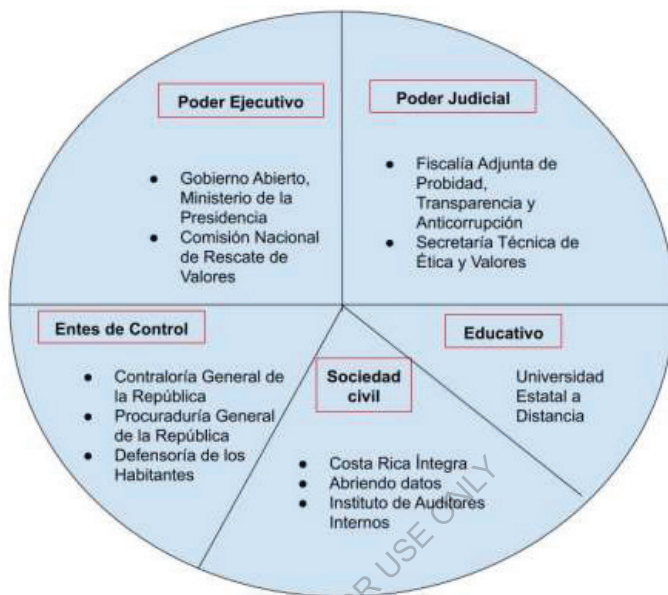 Poder Ejecutivo
● Gobierno Abierto,
Ministerio de la
Presidencia
● Comisión Nacional
de Rescate de
Valores
Poder Judicial
● Fiscalía Adjunta de
Probidad,
Transparencia y
Anticorrupción
● Secretaría Técnica de
Ética y Valores
Entes de Control
● Contraloría General de
la República
● Procuraduría General
de la República
● Defensoría de los
Habitantes
Sociedad
civil
● Costa Rica Íntegra
● Abriendo datos
● Instituto de Auditores
Internos
Educativo
Universidad
Estatal a
Distancia
OR USE ONLY